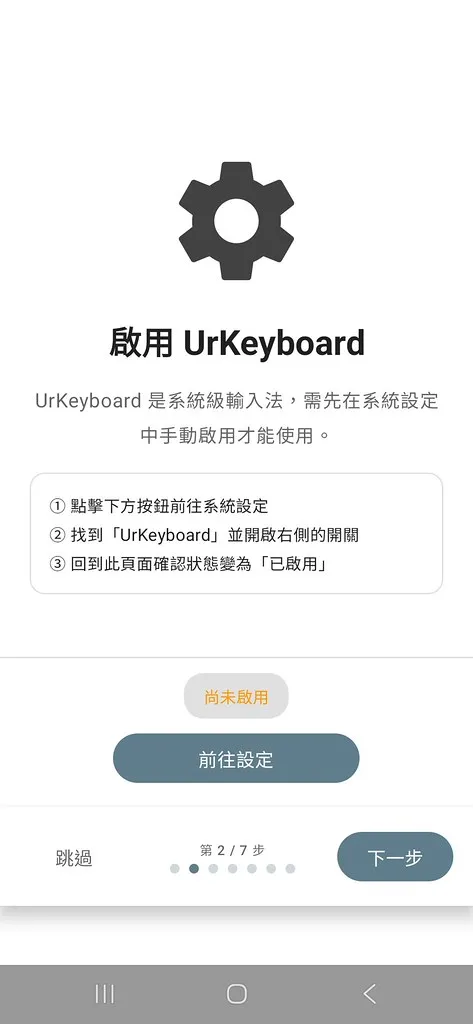 啟用 UrKeyboard
UrKeyboard 是系統級輸入法，需先在系統設定
中手動啟用才能使用。
① 點擊下方按鈕前往系統設定
② 找到「UrKeyboard」並開啟右側的開關
③ 回到此頁面確認狀態變為「已啟用」
尚未啟用
前往設定
跳過
第 2 / 7 步
下一步